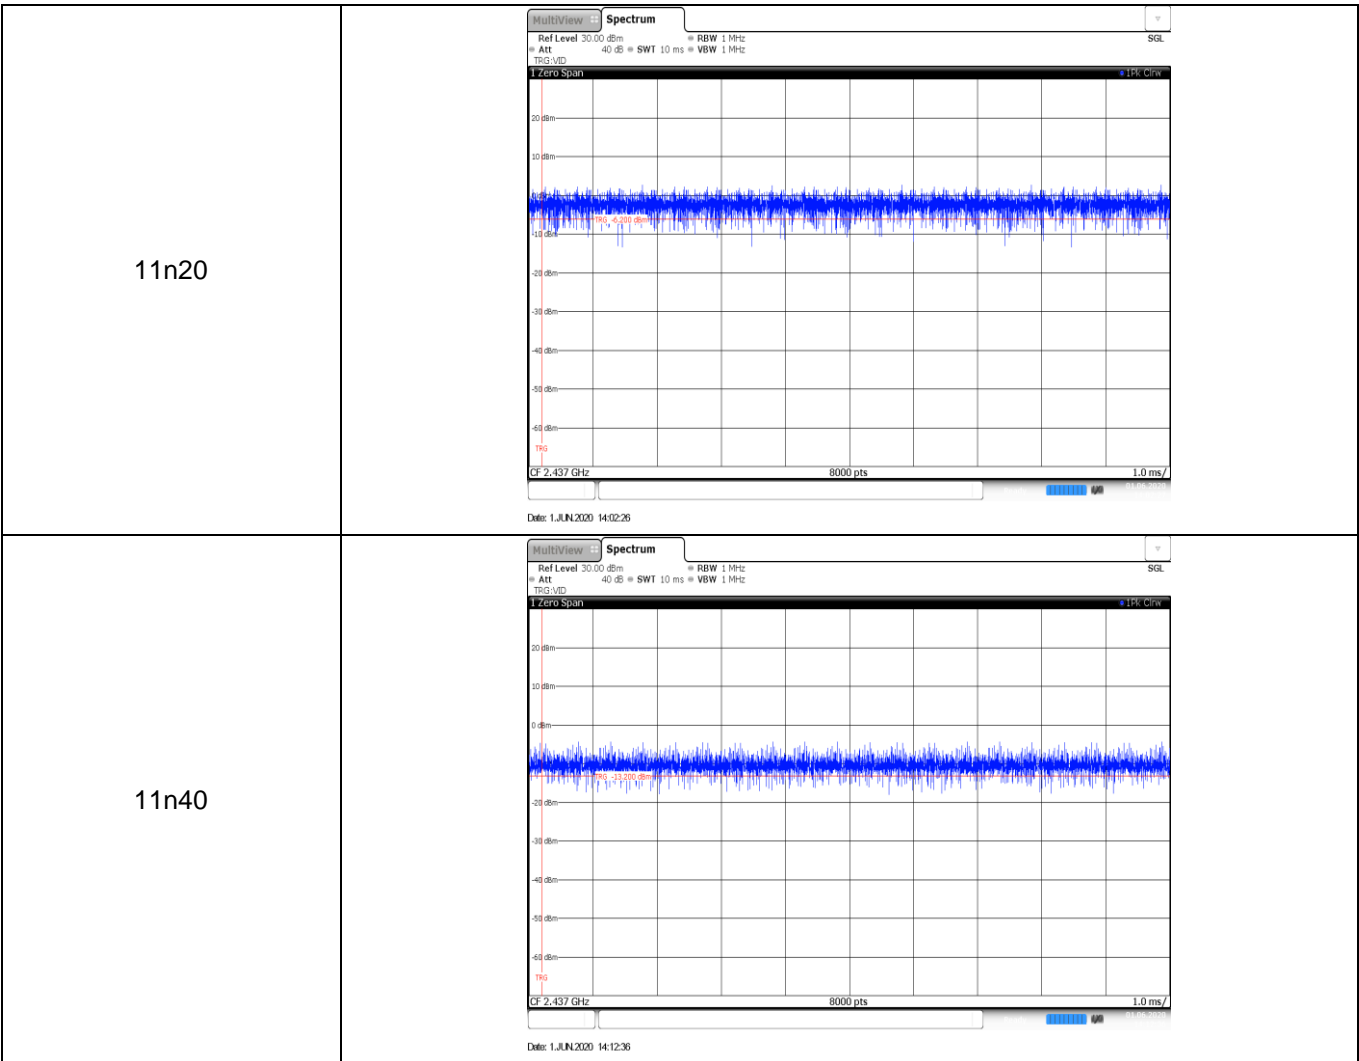 11n20
MultiView Spectrum
Ref Level 30.00 dBm RBW 1 MHz SGL
Att 40 dB SWT 10 ms VBW 1 MHz
TRG:VID
1 Zero Span 1Pk Clrw
20 dBm
10 dBm
TRG -6.200 dBm
-10 dBm
-20 dBm
-30 dBm
-40 dBm
-50 dBm
-60 dBm
TRG
CF 2.437 GHz 8000 pts 1.0 ms/
Date: 1.JUN.2020 14:02:26
11n40
MultiView Spectrum
Ref Level 30.00 dBm RBW 1 MHz SGL
Att 40 dB SWT 10 ms VBW 1 MHz
TRG:VID
1 Zero Span 1Pk Clrw
20 dBm
10 dBm
0 dBm
TRG -13.200 dBm
-20 dBm
-30 dBm
-40 dBm
-50 dBm
-60 dBm
TRG
CF 2.437 GHz 8000 pts 1.0 ms/
Date: 1.JUN.2020 14:12:36